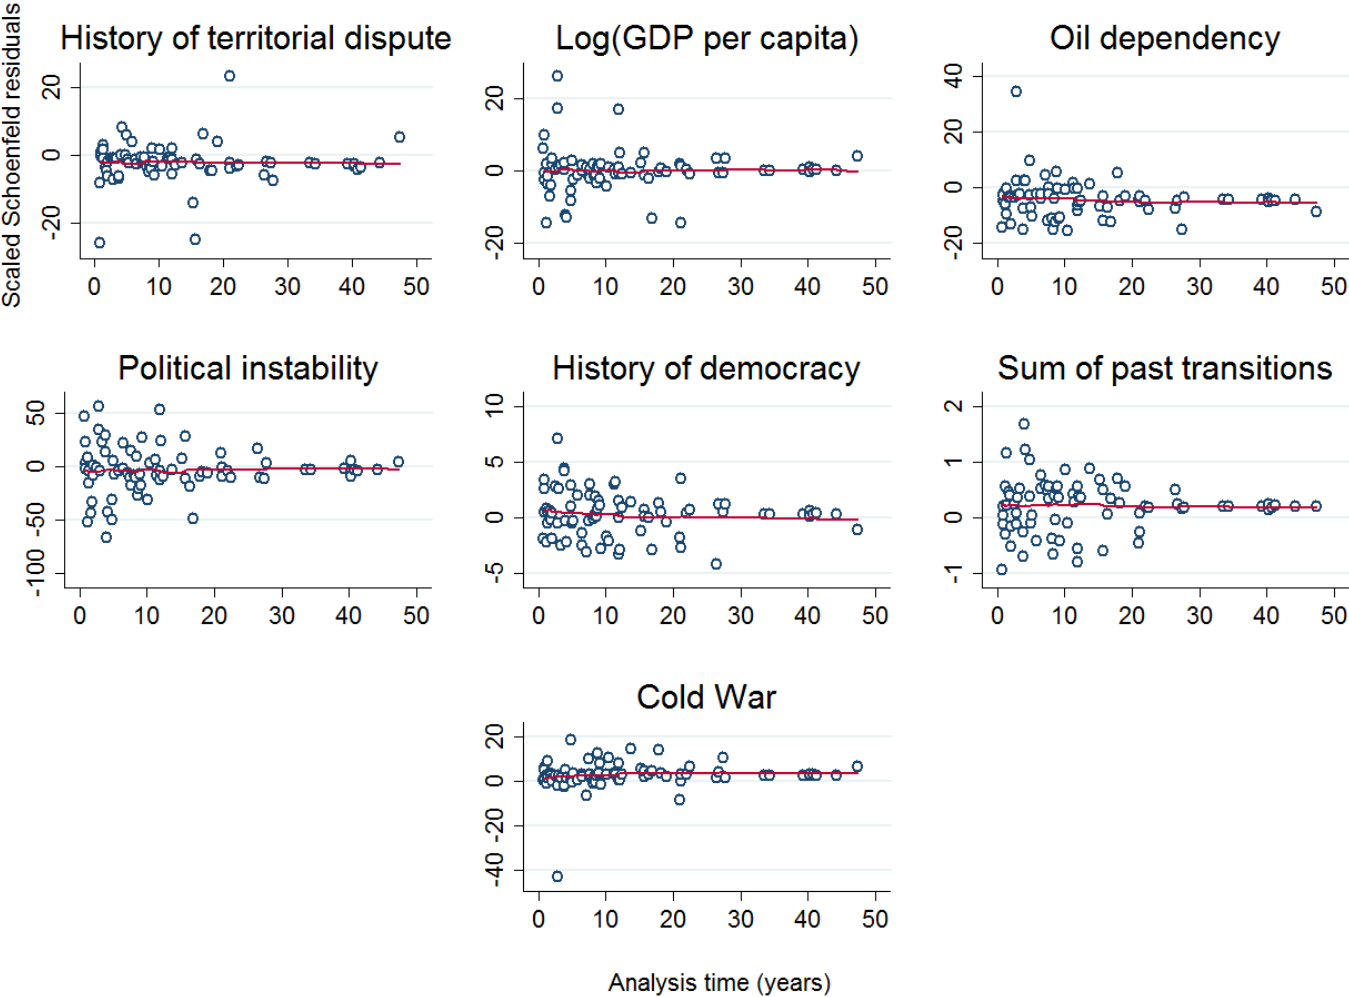 Scaled Schoenfeld residuals
History of territorial dispute
20
0
-20
0 10 20 30 40 50
Log(GDP per capita)
20
0
-20
0 10 20 30 40 50
Oil dependency
40
20
0
-20
0 10 20 30 40 50
Political instability
50
0
-50
-100
0 10 20 30 40 50
History of democracy
10
5
0
-5
0 10 20 30 40 50
Sum of past transitions
2
1
0
-1
0 10 20 30 40 50
Cold War
20
0
-20
-40
0 10 20 30 40 50
Analysis time (years)